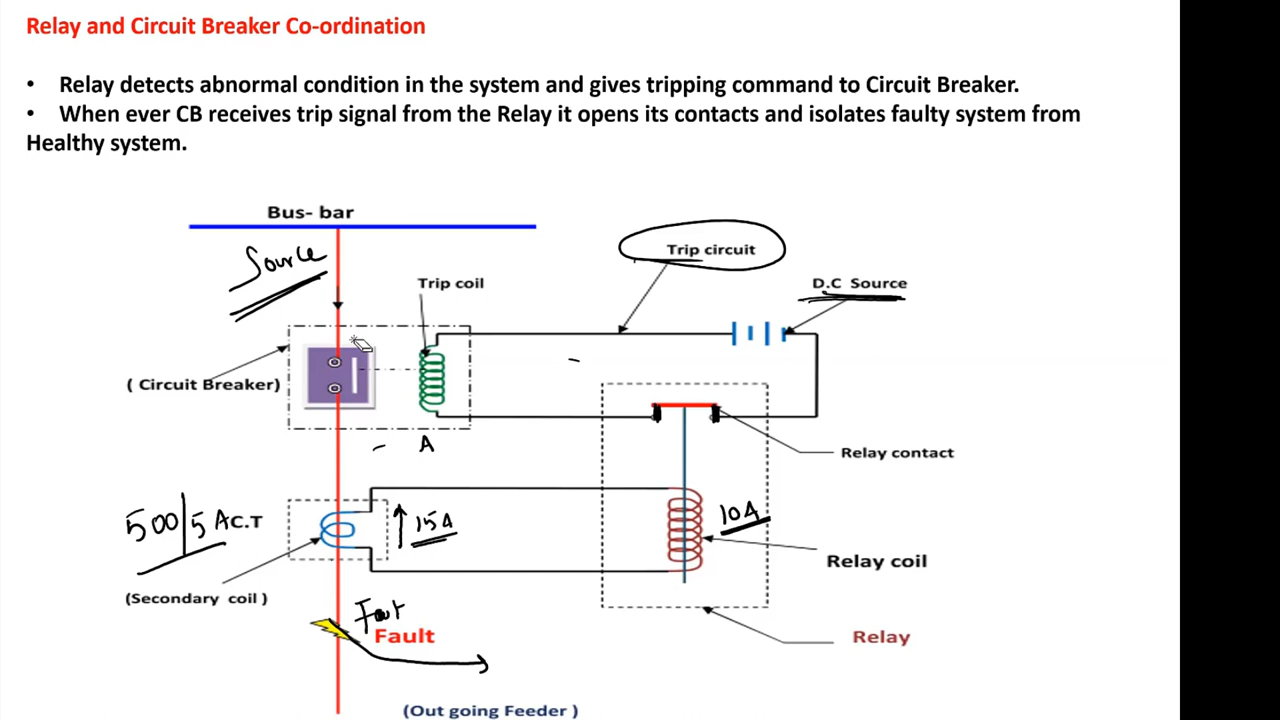 Relay and Circuit Breaker Co-ordination
• Relay detects abnormal condition in the system and gives tripping command to Circuit Breaker.
• When ever CB receives trip signal from the Relay it opens its contacts and isolates faulty system from
Healthy system.
Bus- bar
Source
Trip circuit
Trip coil
D.C Source
( Circuit Breaker)
A
Relay contact
500/5 A C.T
15A
10A
Relay coil
(Secondary coil )
Fault
Relay
(Out going Feeder )